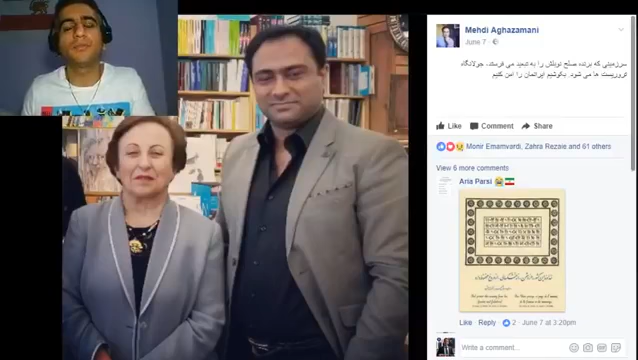 Mehdi Aghazamani
June 7
سرزمینی که برنده صلح نوبلش را به تبعید می فرستد، جولانگاه
تروریست ها می شود. بکوشیم ایرانمان را امن کنیم
Like Comment Share
Monir Emamvardi, Zahra Rezaie and 61 others
View 6 more comments
Aria Parsi
Like Reply 2 June 7 at 3:20pm
Write a comment...